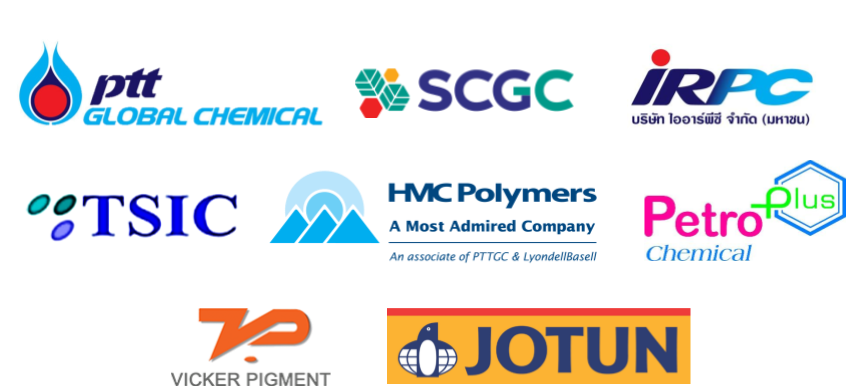 ptt
GLOBAL CHEMICAL
SCGC
IRPC
บริษัท ไออาร์พีซี จำกัด (มหาชน)
TSIC
HMC Polymers
A Most Admired Company
An associate of PTTGC & LyondellBasell
Petro Plus
Chemical
VICKER PIGMENT
JOTUN